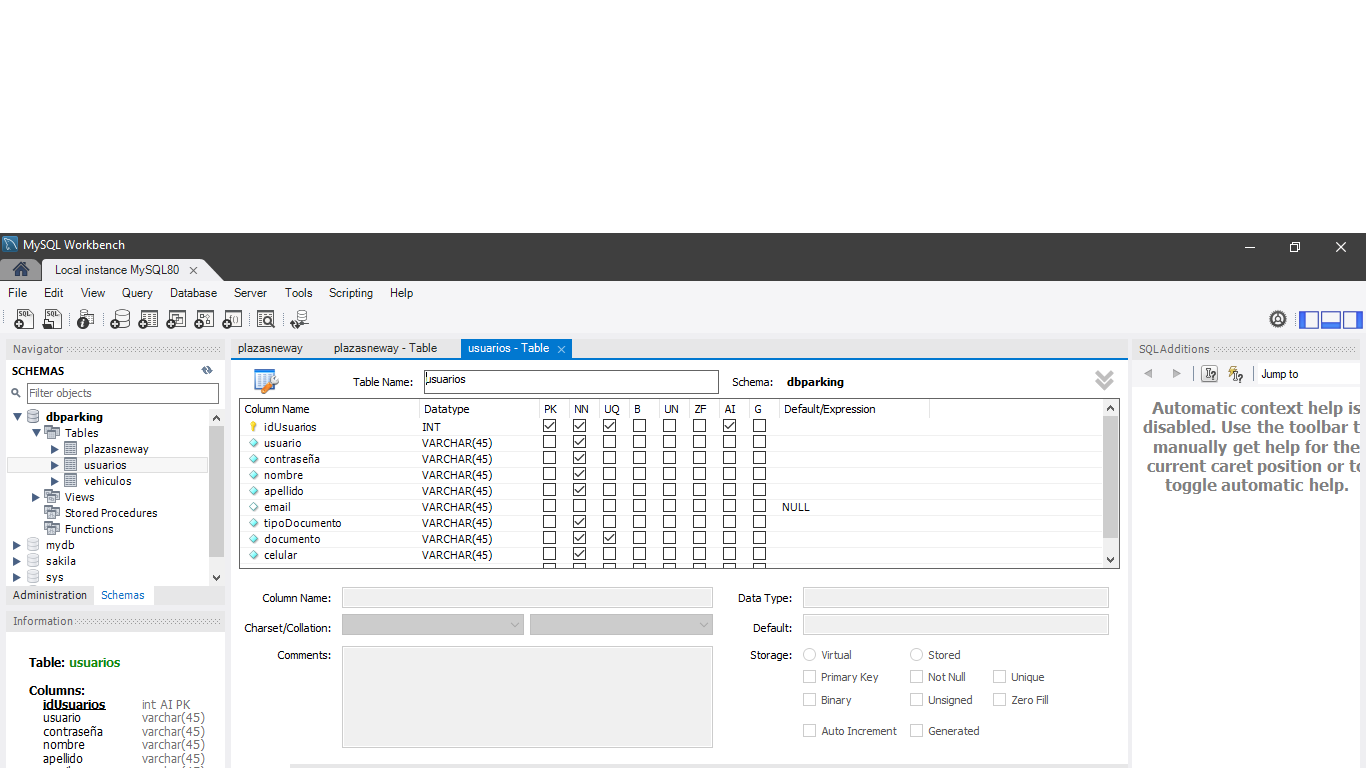 MySQL Workbench
Local instance MySQL80
File Edit View Query Database Server Tools Scripting Help
Navigator
SCHEMAS
Filter objects
dbparking
Tables
plazasneway
usuarios
vehiculos
Views
Stored Procedures
Functions
mydb
sakila
sys
Administration Schemas
Information
Table: usuarios
Columns:
idUsuarios int AI PK
usuario varchar(45)
contraseña varchar(45)
nombre varchar(45)
apellido varchar(45)
plazasneway plazasneway - Table usuarios - Table
Table Name: usuarios Schema: dbparking
Column Name Datatype PK NN UQ B UN ZF AI G Default/Expression
idUsuarios INT
usuario VARCHAR(45)
contraseña VARCHAR(45)
nombre VARCHAR(45)
apellido VARCHAR(45)
email VARCHAR(45) NULL
tipoDocumento VARCHAR(45)
documento VARCHAR(45)
celular VARCHAR(45)
Column Name: Data Type:
Charset/Collation: Default:
Comments: Storage: Virtual Stored
Primary Key Not Null Unique
Binary Unsigned Zero Fill
Auto Increment Generated
SQLAdditions
Jump to
Automatic context help is
disabled. Use the toolbar t
manually get help for the
current caret position or to
toggle automatic help.